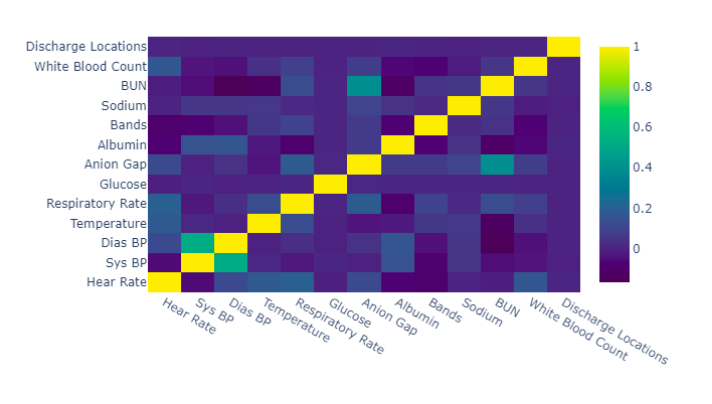 Discharge Locations
White Blood Count
BUN
Sodium
Bands
Albumin
Anion Gap
Glucose
Respiratory Rate
Temperature
Dias BP
Sys BP
Hear Rate
Hear Rate
Sys BP
Dias BP
Temperature
Respiratory Rate
Glucose
Anion Gap
Albumin
Bands
Sodium
BUN
White Blood Count
Discharge Locations
1
0.8
0.6
0.4
0.2
0